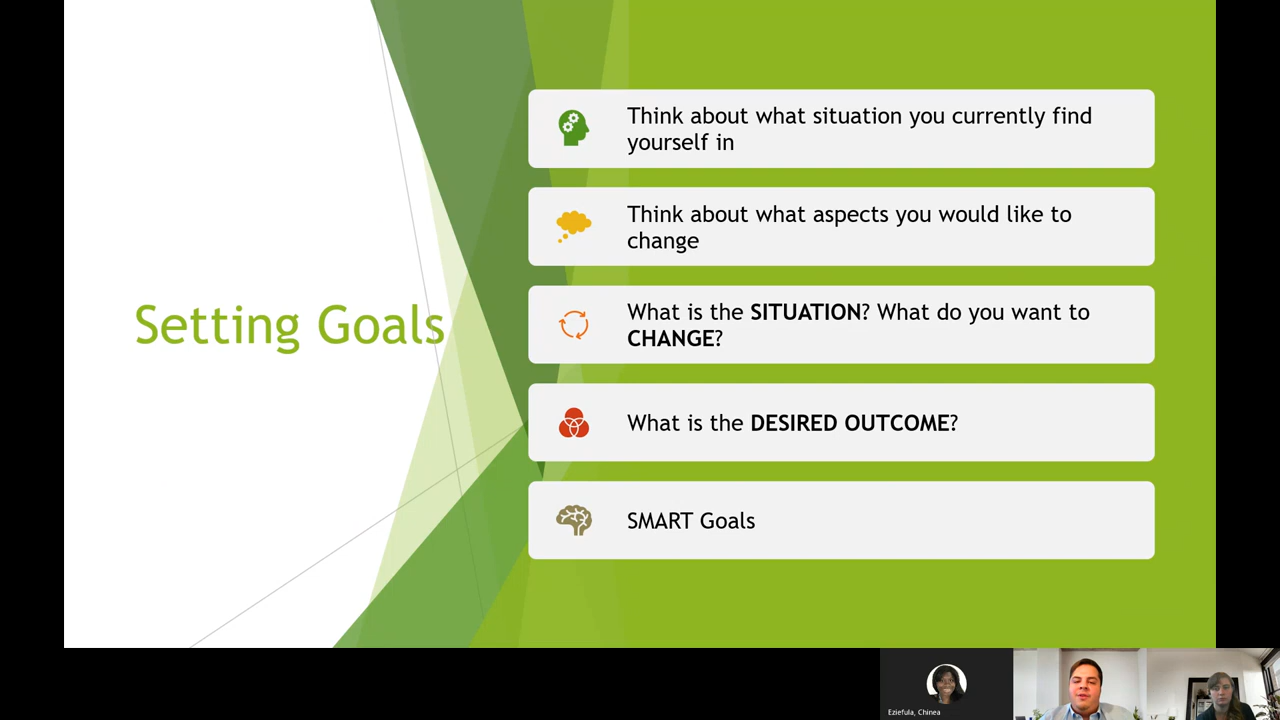 Setting Goals
Think about what situation you currently find
yourself in
Think about what aspects you would like to
change
What is the SITUATION? What do you want to
CHANGE?
What is the DESIRED OUTCOME?
SMART Goals
Eziefula, Chinea